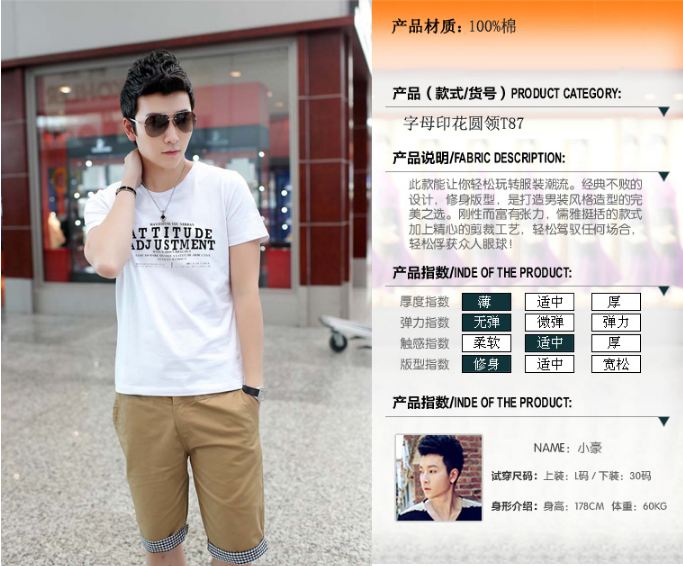 产品材质：100%棉
产品（款式/货号）PRODUCT CATEGORY:
字母印花圆领T87
产品说明/FABRIC DESCRIPTION:
此款能让你轻松玩转服装潮流。经典不败的
设计，修身版型，是打造男装风格造型的完
美之选。刚性而富有张力，儒雅挺括的款式
加上精心的剪裁工艺，轻松驾驭任何场合，
轻松俘获众人眼球！
产品指数/INDE OF THE PRODUCT:
厚度指数 薄 适中 厚
弹力指数 无弹 微弹 弹力
触感指数 柔软 适中 厚
版型指数 修身 适中 宽松
产品指数/INDE OF THE PRODUCT:
NAME：小豪
试穿尺码：上装：L码 / 下装：30码
身形介绍：身高：178CM 体重：60KG
ATTITUDE
ADJUSTMENT